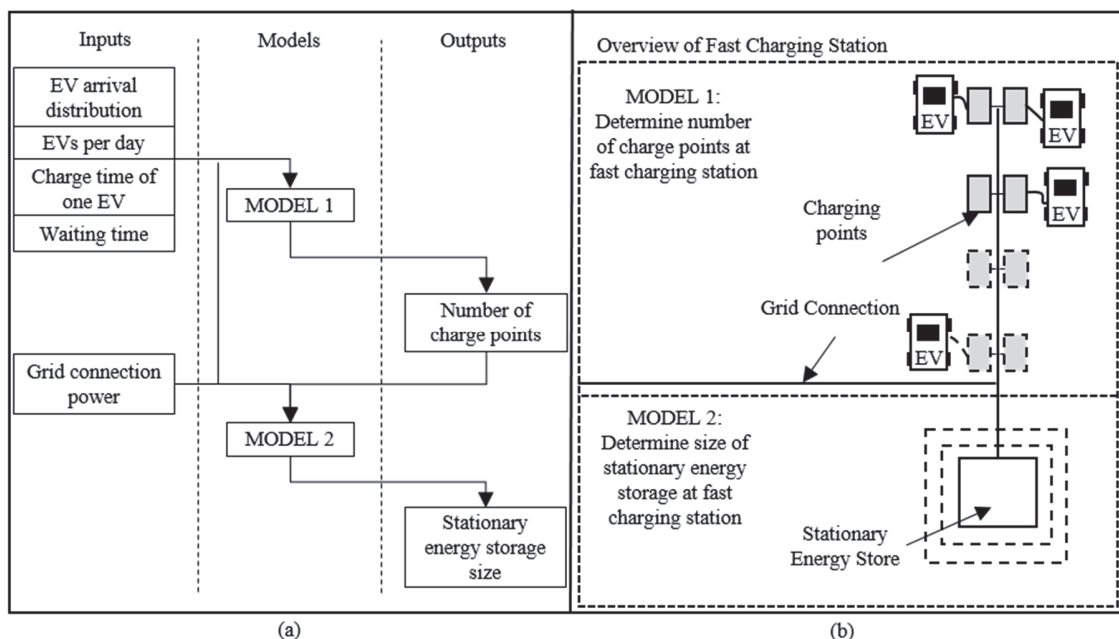 Inputs
Models
Outputs
EV arrival
distribution
EVs per day
Charge time of
one EV
Waiting time
MODEL 1
Number of
charge points
Grid connection
power
MODEL 2
Stationary
energy storage
size
(a)
Overview of Fast Charging Station
MODEL 1:
Determine number
of charge points at
fast charging station
EV
EV
EV
Charging
points
Grid Connection
EV
MODEL 2:
Determine size of
stationary energy
storage at fast
charging station
Stationary
Energy Store
(b)